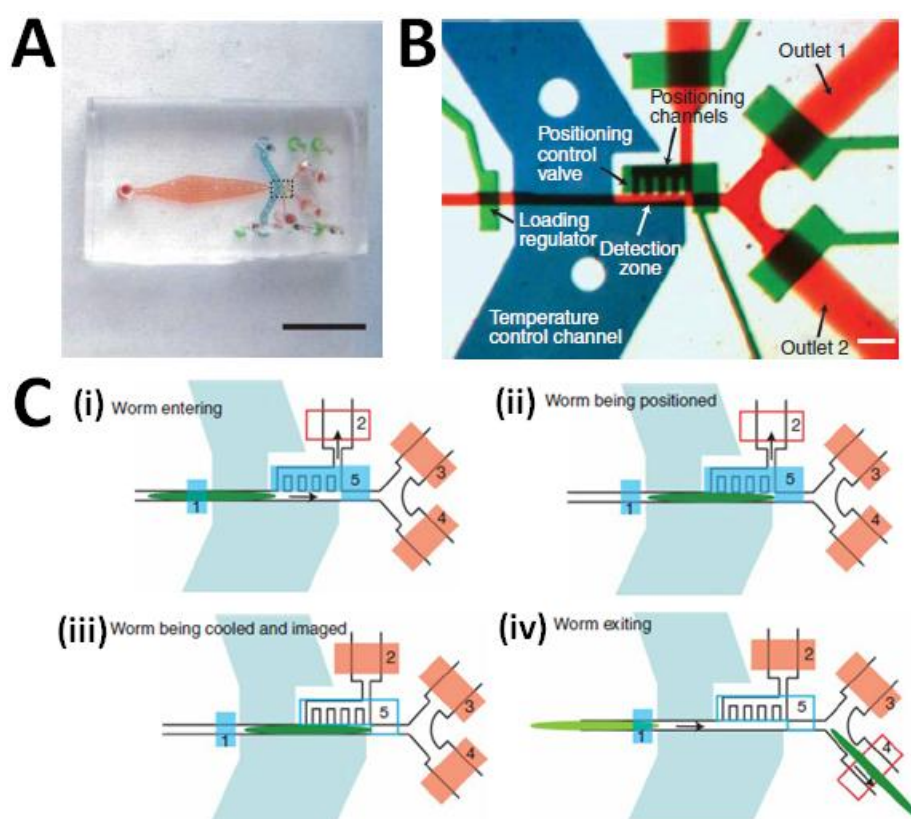 A
B
Outlet 1
Positioning
channels
Positioning
control
valve
Loading
regulator
Detection
zone
Temperature
control channel
Outlet 2
C
(i) Worm entering
2
3
5
1
4
(ii) Worm being positioned
2
3
5
1
4
(iii) Worm being cooled and imaged
2
3
5
1
4
(iv) Worm exiting
2
3
5
1
4